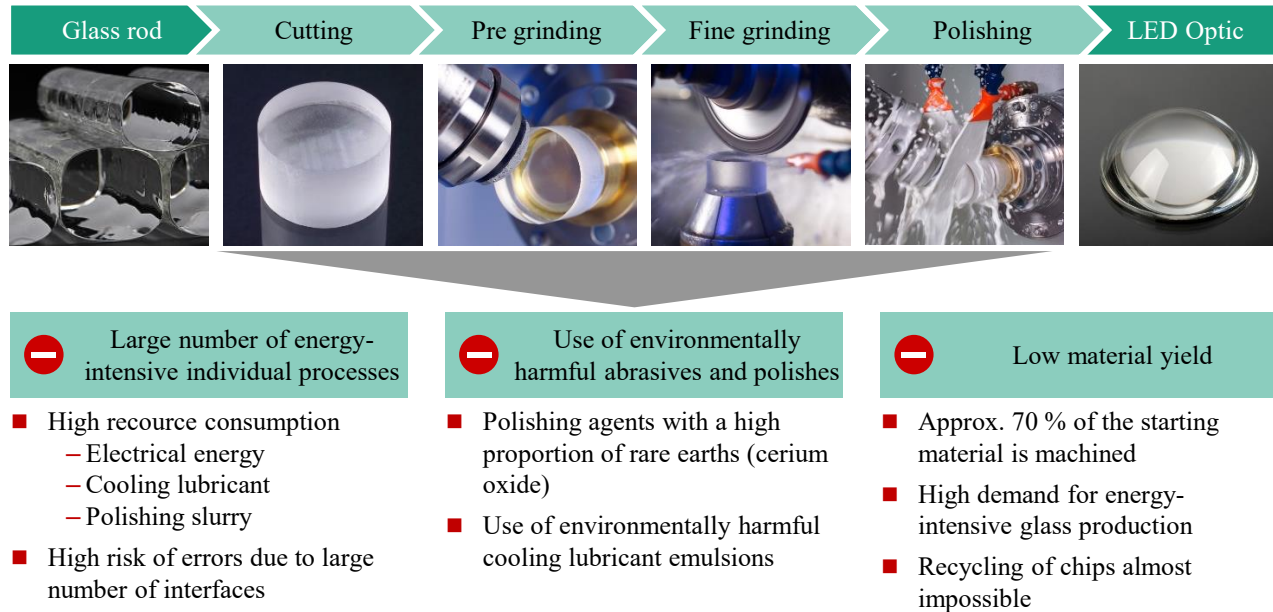 Glass rod
Cutting
Pre grinding
Fine grinding
Polishing
LED Optic
Large number of energy-
intensive individual processes
■ High recource consumption
– Electrical energy
– Cooling lubricant
– Polishing slurry
■ High risk of errors due to large
number of interfaces
Use of environmentally
harmful abrasives and polishes
■ Polishing agents with a high
proportion of rare earths (cerium
oxide)
■ Use of environmentally harmful
cooling lubricant emulsions
Low material yield
■ Approx. 70 % of the starting
material is machined
■ High demand for energy-
intensive glass production
■ Recycling of chips almost
impossible